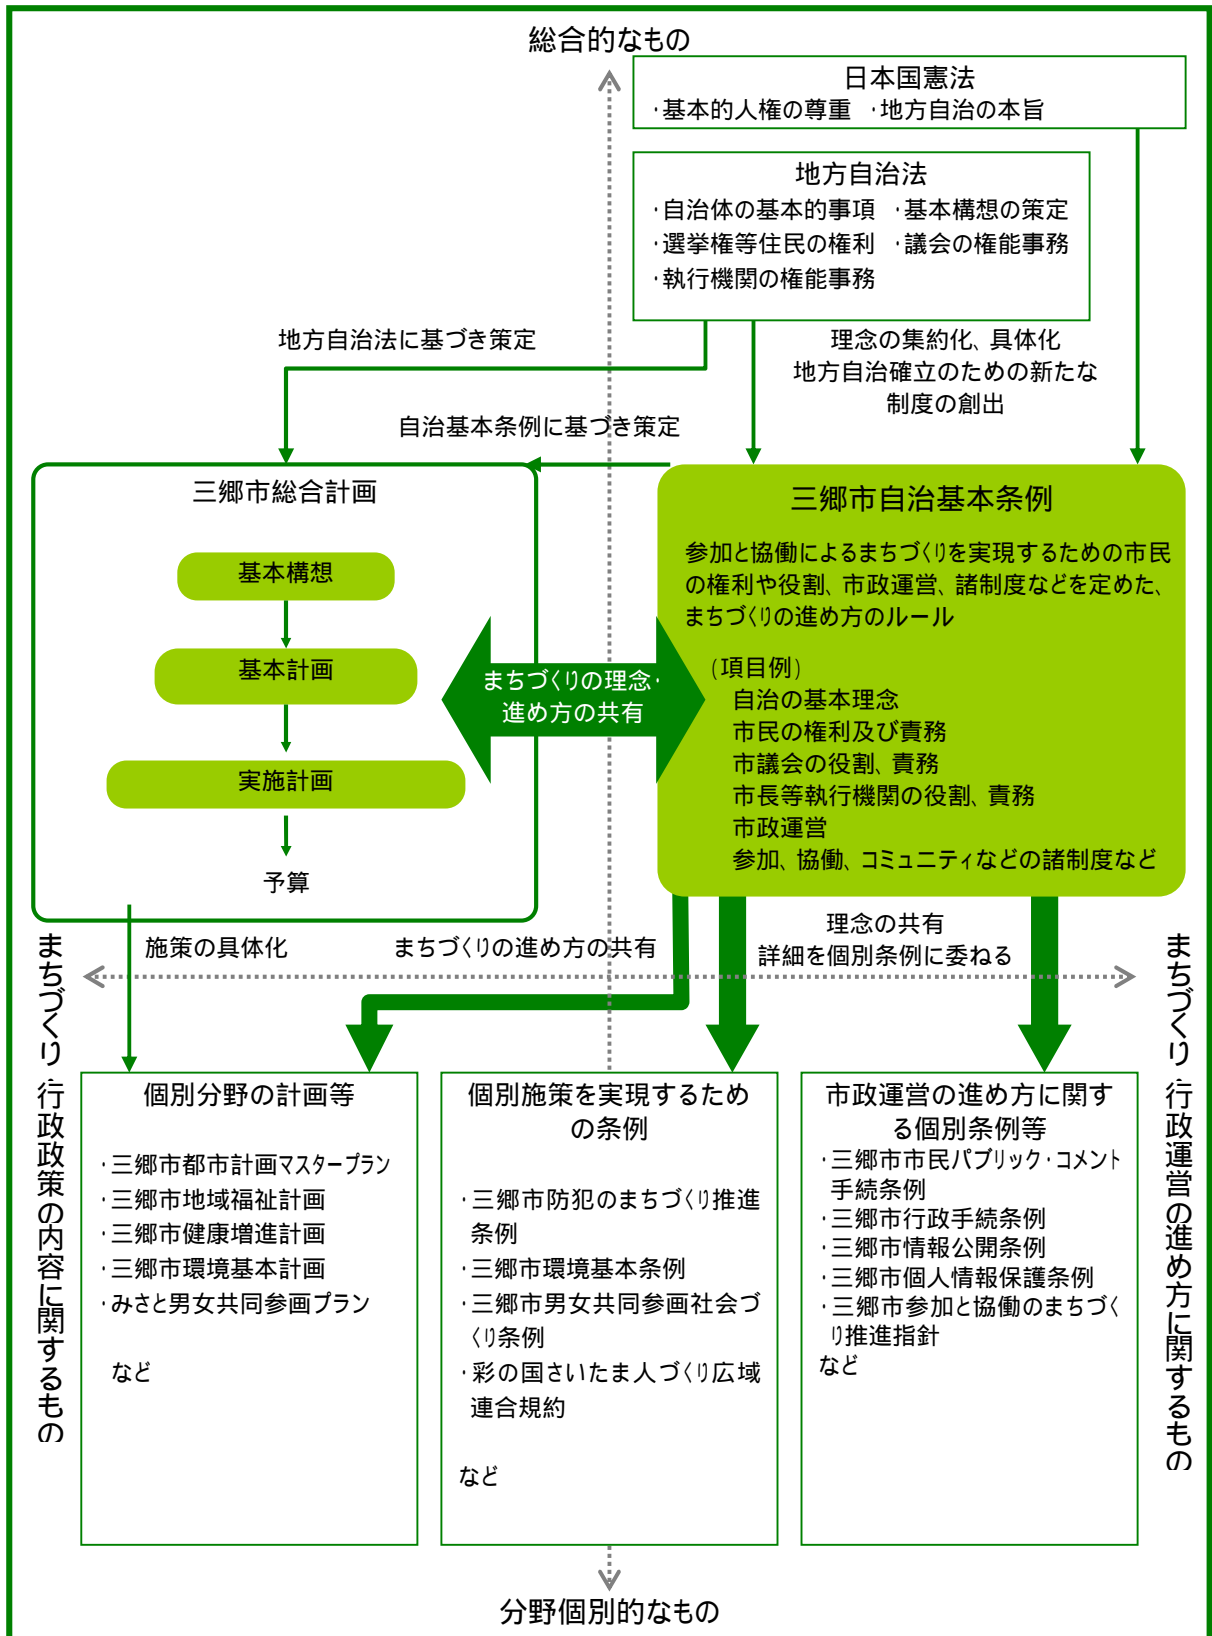 総合的なもの
日本国憲法
・基本的人権の尊重　・地方自治の本旨
地方自治法
・自治体の基本的事項　・基本構想の策定
・選挙権等住民の権利　・議会の権能事務
・執行機関の権能事務
地方自治法に基づき策定
理念の集約化、具体化
地方自治確立のための新たな
制度の創出
自治基本条例に基づき策定
三郷市総合計画
基本構想
基本計画
実施計画
予算
まちづくりの理念・
進め方の共有
三郷市自治基本条例
参加と協働によるまちづくりを実現するための市民
の権利や役割、市政運営、諸制度などを定めた、
まちづくりの進め方のルール
（項目例）
自治の基本理念
市民の権利及び責務
市議会の役割、責務
市長等執行機関の役割、責務
市政運営
参加、協働、コミュニティなどの諸制度など
施策の具体化
まちづくりの進め方の共有
理念の共有
詳細を個別条例に委ねる
まちづくり・行政政策の内容に関するもの
まちづくり・行政運営の進め方に関するもの
個別分野の計画等
・三郷市都市計画マスタープラン
・三郷市地域福祉計画
・三郷市健康増進計画
・三郷市環境基本計画
・みさと男女共同参画プラン
など
個別施策を実現するため
の条例
・三郷市防犯のまちづくり推進
条例
・三郷市環境基本条例
・三郷市男女共同参画社会づ
くり条例
・彩の国さいたま人づくり広域
連合規約
など
市政運営の進め方に関す
る個別条例等
・三郷市市民パブリック・コメント
手続条例
・三郷市行政手続条例
・三郷市情報公開条例
・三郷市個人情報保護条例
・三郷市参加と協働のまちづく
り推進指針
など
分野個別的なもの